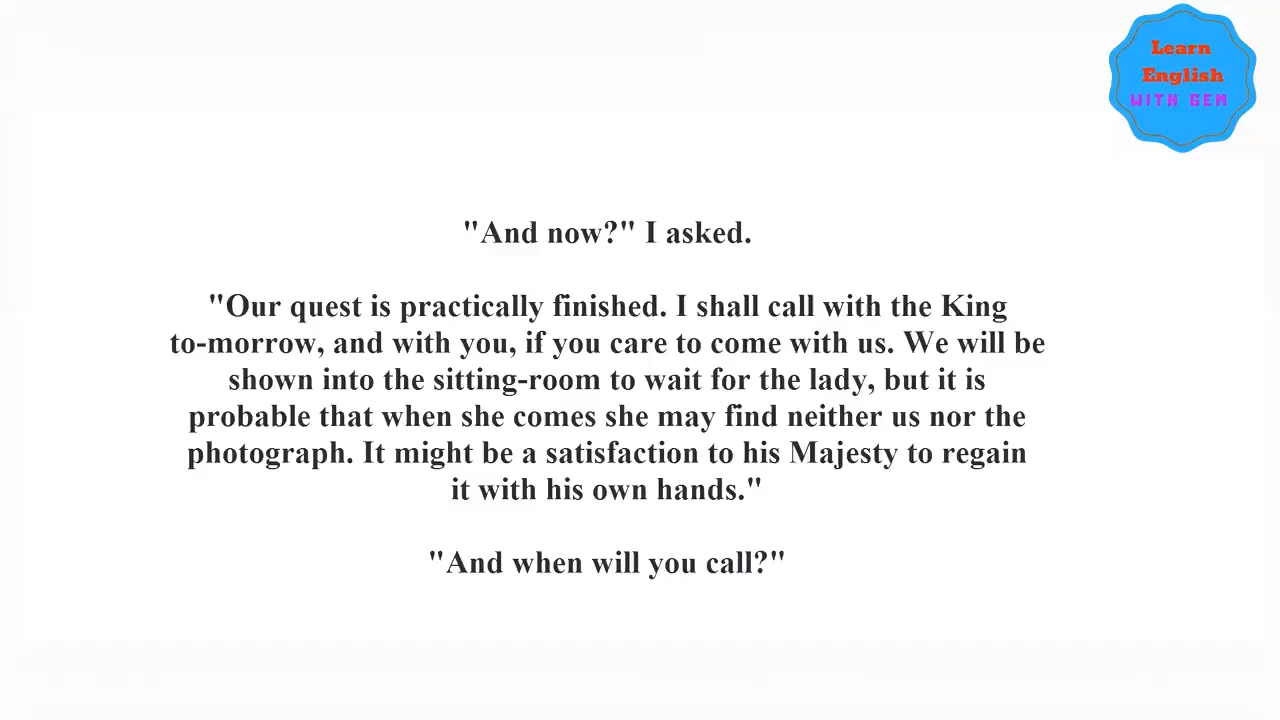 Learn
English
WITH GEM
"And now?" I asked.
"Our quest is practically finished. I shall call with the King
to-morrow, and with you, if you care to come with us. We will be
shown into the sitting-room to wait for the lady, but it is
probable that when she comes she may find neither us nor the
photograph. It might be a satisfaction to his Majesty to regain
it with his own hands."
"And when will you call?"